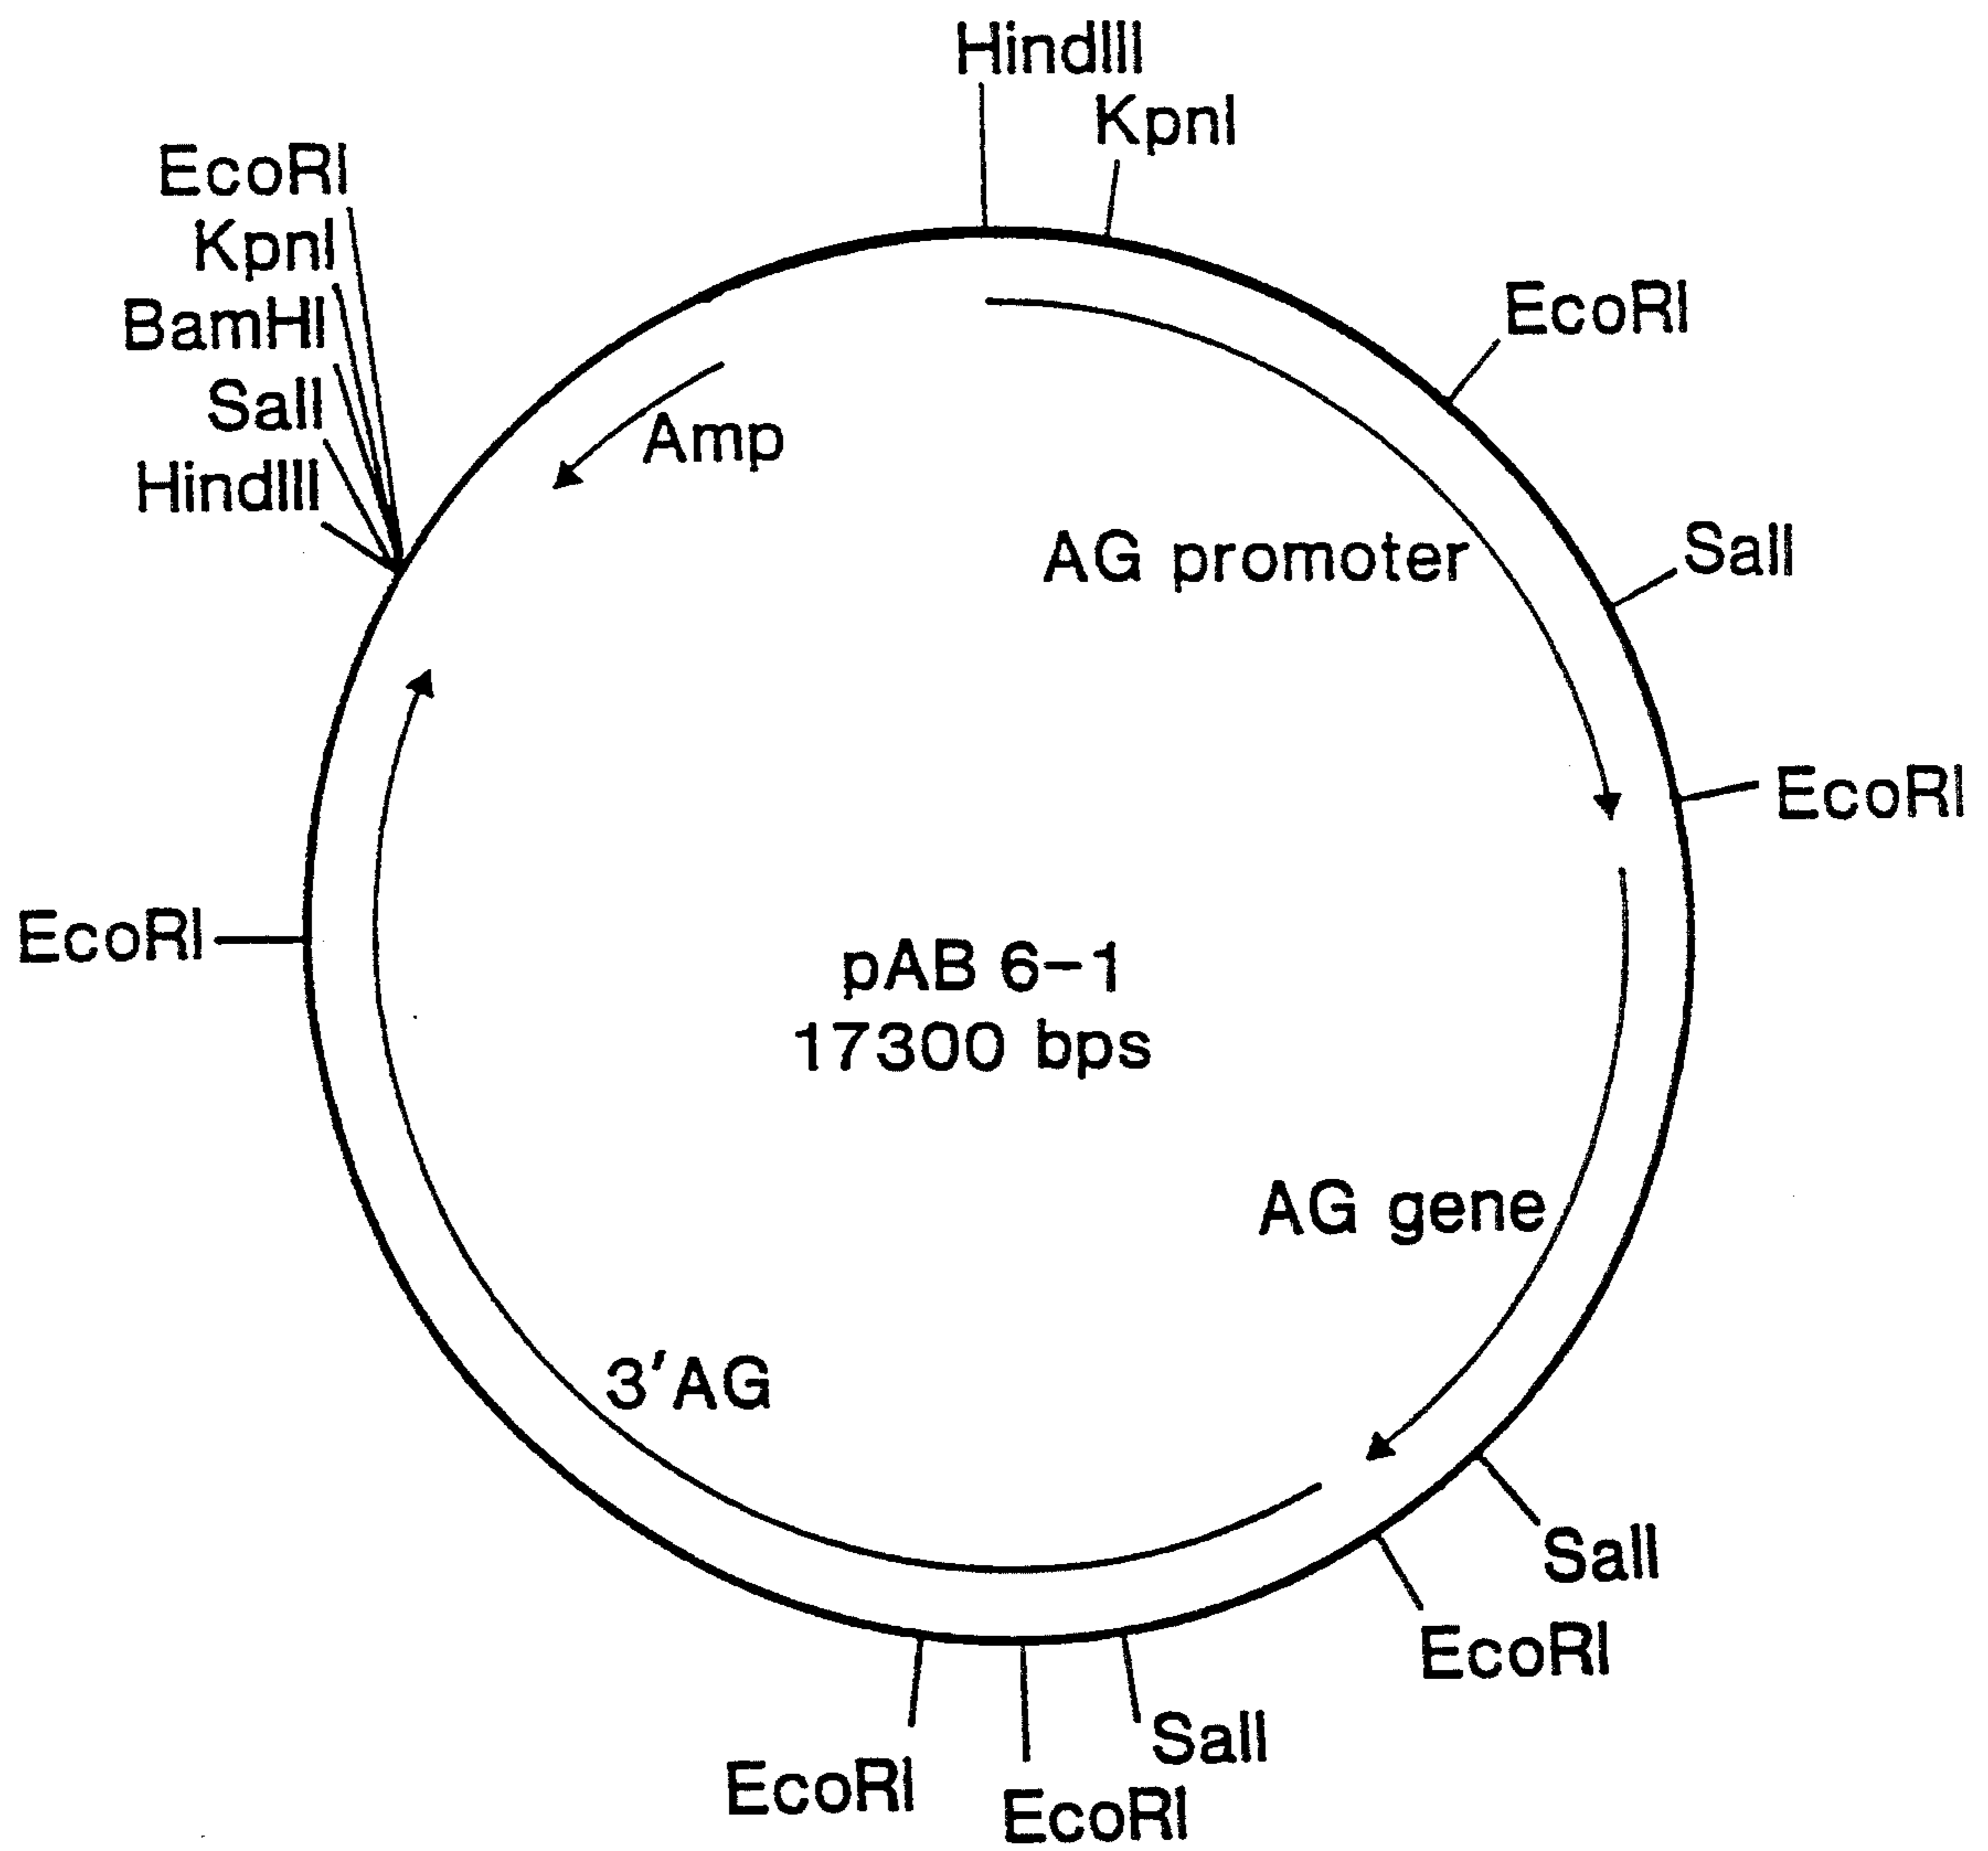 HindIII
KpnI
EcoRI
KpnI
BamHI
SalI
HindIII
EcoRI
Amp
AG promoter
SalI
EcoRI
EcoRI
pAB 6-1
17300 bps
AG gene
3'AG
SalI
EcoRI
SalI
EcoRI
EcoRI